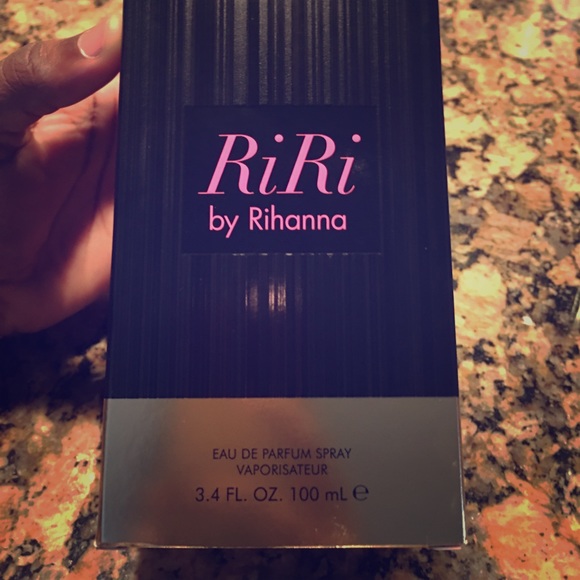 RiRi
by Rihanna
EAU DE PARFUM SPRAY
VAPORISATEUR
3.4 FL. OZ. 100 mL ℮